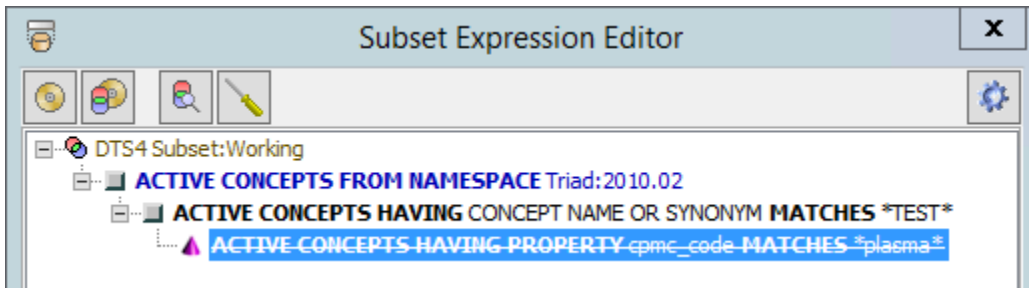 Subset Expression Editor
x
DTS4 Subset:Working
ACTIVE CONCEPTS FROM NAMESPACE Triad:2010.02
ACTIVE CONCEPTS HAVING CONCEPT NAME OR SYNONYM MATCHES *TEST*
ACTIVE CONCEPTS HAVING PROPERTY cpmc_code MATCHES *plasma*